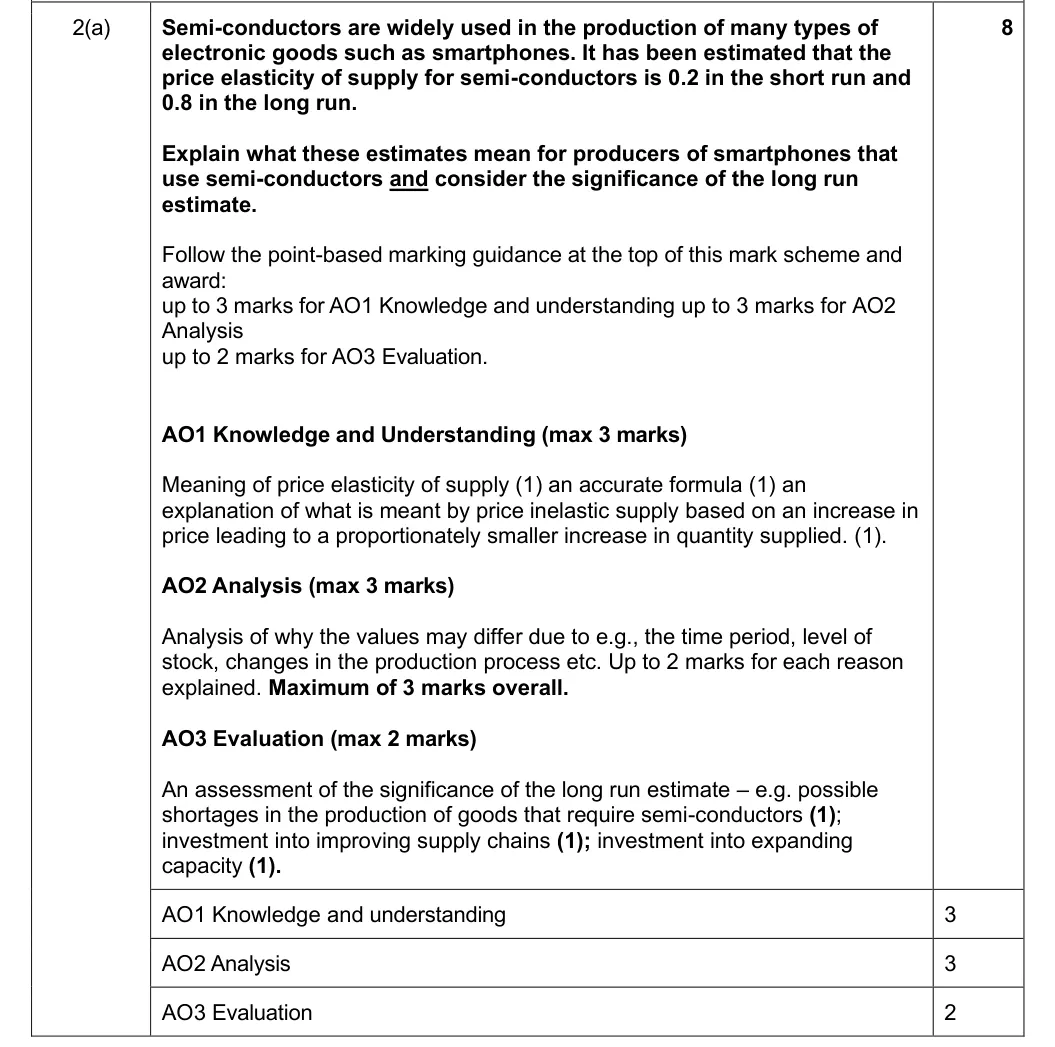 2(a)
Semi-conductors are widely used in the production of many types of
electronic goods such as smartphones. It has been estimated that the
price elasticity of supply for semi-conductors is 0.2 in the short run and
0.8 in the long run.
8
Explain what these estimates mean for producers of smartphones that
use semi-conductors and consider the significance of the long run
estimate.
Follow the point-based marking guidance at the top of this mark scheme and
award:
up to 3 marks for AO1 Knowledge and understanding up to 3 marks for AO2
Analysis
up to 2 marks for AO3 Evaluation.
AO1 Knowledge and Understanding (max 3 marks)
Meaning of price elasticity of supply (1) an accurate formula (1) an
explanation of what is meant by price inelastic supply based on an increase in
price leading to a proportionately smaller increase in quantity supplied. (1).
AO2 Analysis (max 3 marks)
Analysis of why the values may differ due to e.g., the time period, level of
stock, changes in the production process etc. Up to 2 marks for each reason
explained. Maximum of 3 marks overall.
AO3 Evaluation (max 2 marks)
An assessment of the significance of the long run estimate – e.g. possible
shortages in the production of goods that require semi-conductors (1);
investment into improving supply chains (1); investment into expanding
capacity (1).
AO1 Knowledge and understanding 3
AO2 Analysis 3
AO3 Evaluation 2